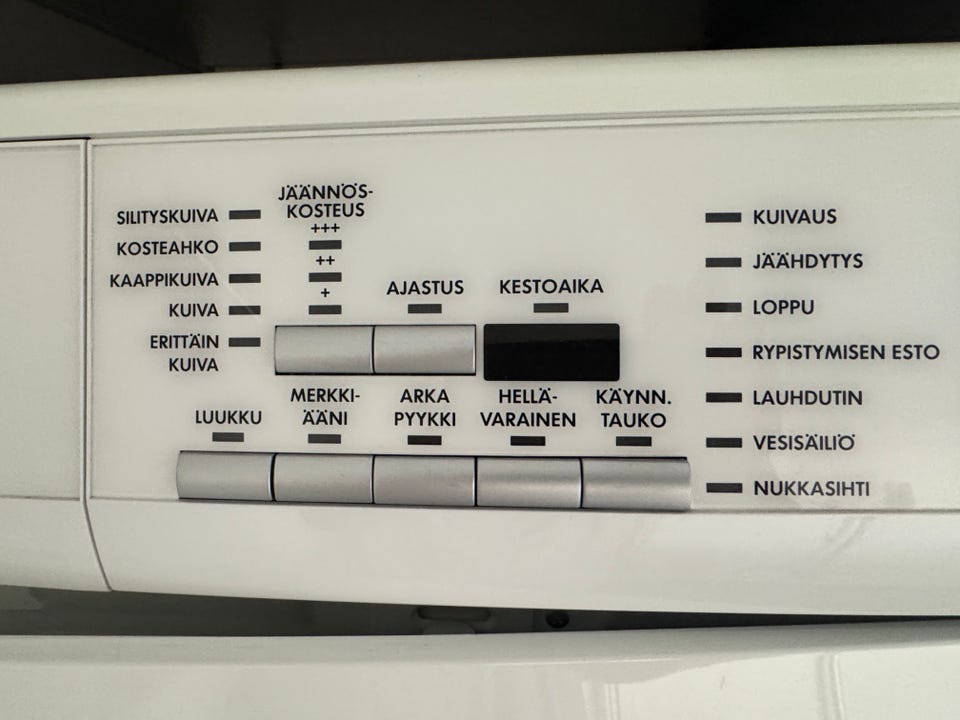 SILITYSKUIVA
KOSTEAHKO
KAAPPIKUIVA
KUIVA
ERITTÄIN
KUIVA
JÄÄNNÖS-
KOSTEUS
+++
++
+
AJASTUS
KESTOAIKA
LUUKKU
MERKKI-
ÄÄNI
ARKA
PYYKKI
HELLÄ-
VARAINEN
KÄYNN.
TAUKO
KUIVAUS
JÄÄHDYTYS
LOPPU
RYPISTYMISEN ESTO
LAUHDUTIN
VESISÄILIÖ
NUKKASIHTI